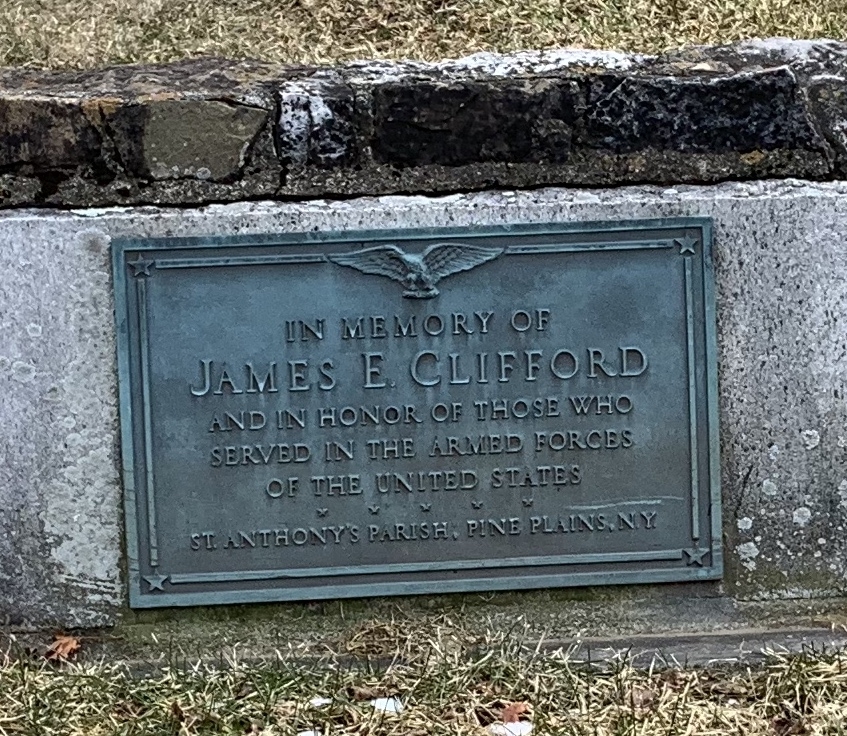 IN MEMORY OF
JAMES E. CLIFFORD
AND IN HONOR OF THOSE WHO
SERVED IN THE ARMED FORCES
OF THE UNITED STATES
ST. ANTHONY'S PARISH, PINE PLAINS, N.Y.